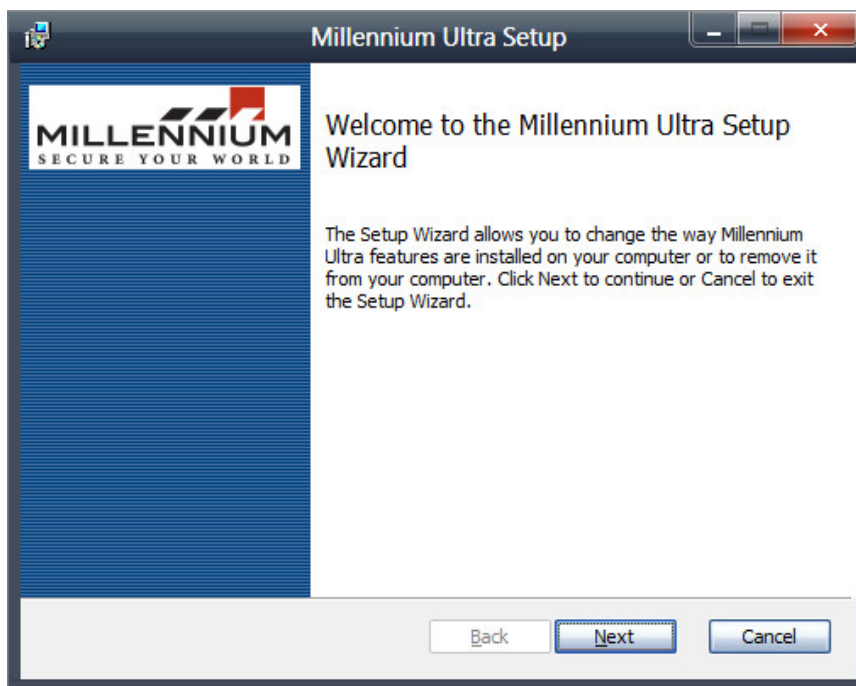 Millennium Ultra Setup
MILLENNIUM
SECURE YOUR WORLD
Welcome to the Millennium Ultra Setup
Wizard
The Setup Wizard allows you to change the way Millennium
Ultra features are installed on your computer or to remove it
from your computer. Click Next to continue or Cancel to exit
the Setup Wizard.
Back
Next
Cancel